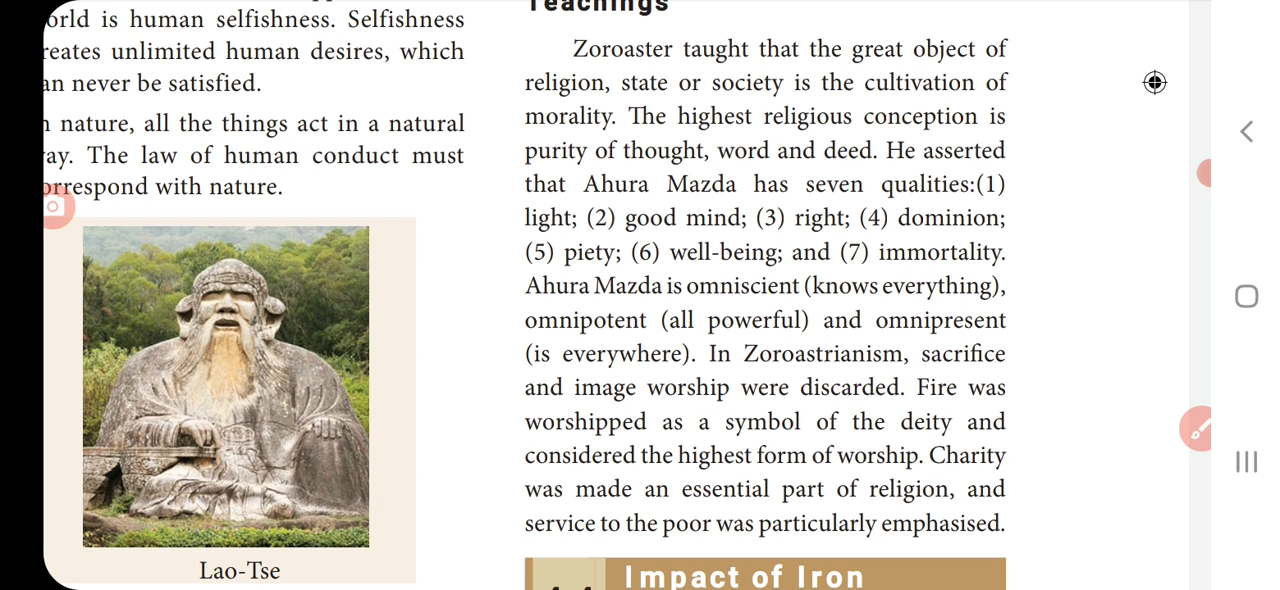 orld is human selfishness. Selfishness
reates unlimited human desires, which
an never be satisfied.
n nature, all the things act in a natural
ay. The law of human conduct must
orrespond with nature.
Lao-Tse
Teachings
Zoroaster taught that the great object of
religion, state or society is the cultivation of
morality. The highest religious conception is
purity of thought, word and deed. He asserted
that Ahura Mazda has seven qualities:(1)
light; (2) good mind; (3) right; (4) dominion;
(5) piety; (6) well-being; and (7) immortality.
Ahura Mazda is omniscient (knows everything),
omnipotent (all powerful) and omnipresent
(is everywhere). In Zoroastrianism, sacrifice
and image worship were discarded. Fire was
worshipped as a symbol of the deity and
considered the highest form of worship. Charity
was made an essential part of religion, and
service to the poor was particularly emphasised.
Impact of Iron